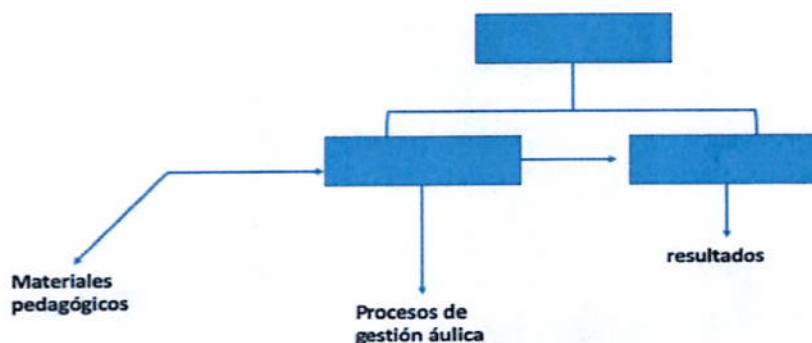 resultados
Materiales
pedagógicos
Procesos de
gestión áulica